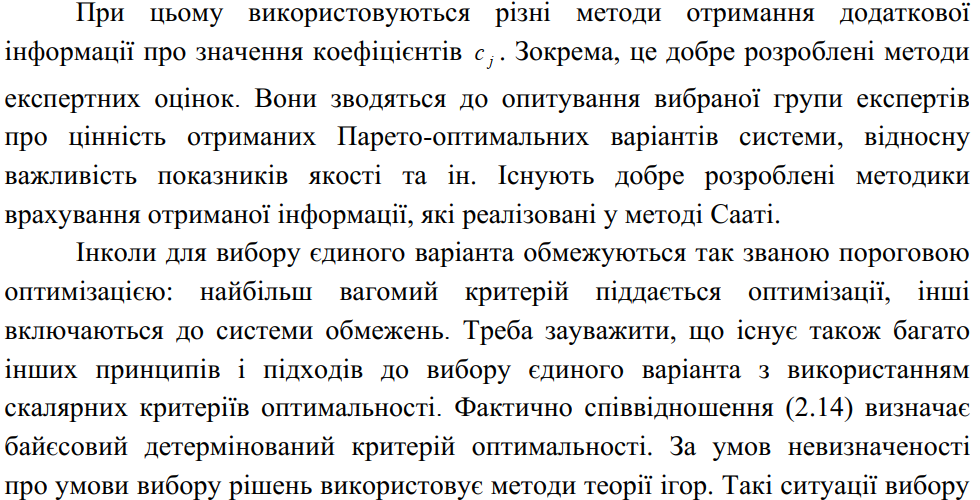 При цьому використовуються різні методи отримання додаткової
інформації про значення коефіцієнтів c_j. Зокрема, це добре розроблені методи
експертних оцінок. Вони зводяться до опитування вибраної групи експертів
про цінність отриманих Парето-оптимальних варіантів системи, відносну
важливість показників якості та ін. Існують добре розроблені методики
врахування отриманої інформації, які реалізовані у методі Сааті.
Інколи для вибору єдиного варіанта обмежуються так званою пороговою
оптимізацією: найбільш вагомий критерій піддається оптимізації, інші
включаються до системи обмежень. Треба зауважити, що існує також багато
інших принципів і підходів до вибору єдиного варіанта з використанням
скалярних критеріїв оптимальності. Фактично співвідношення (2.14) визначає
байєсовий детермінований критерій оптимальності. За умов невизначеності
про умови вибору рішень використовує методи теорії ігор. Такі ситуації вибору